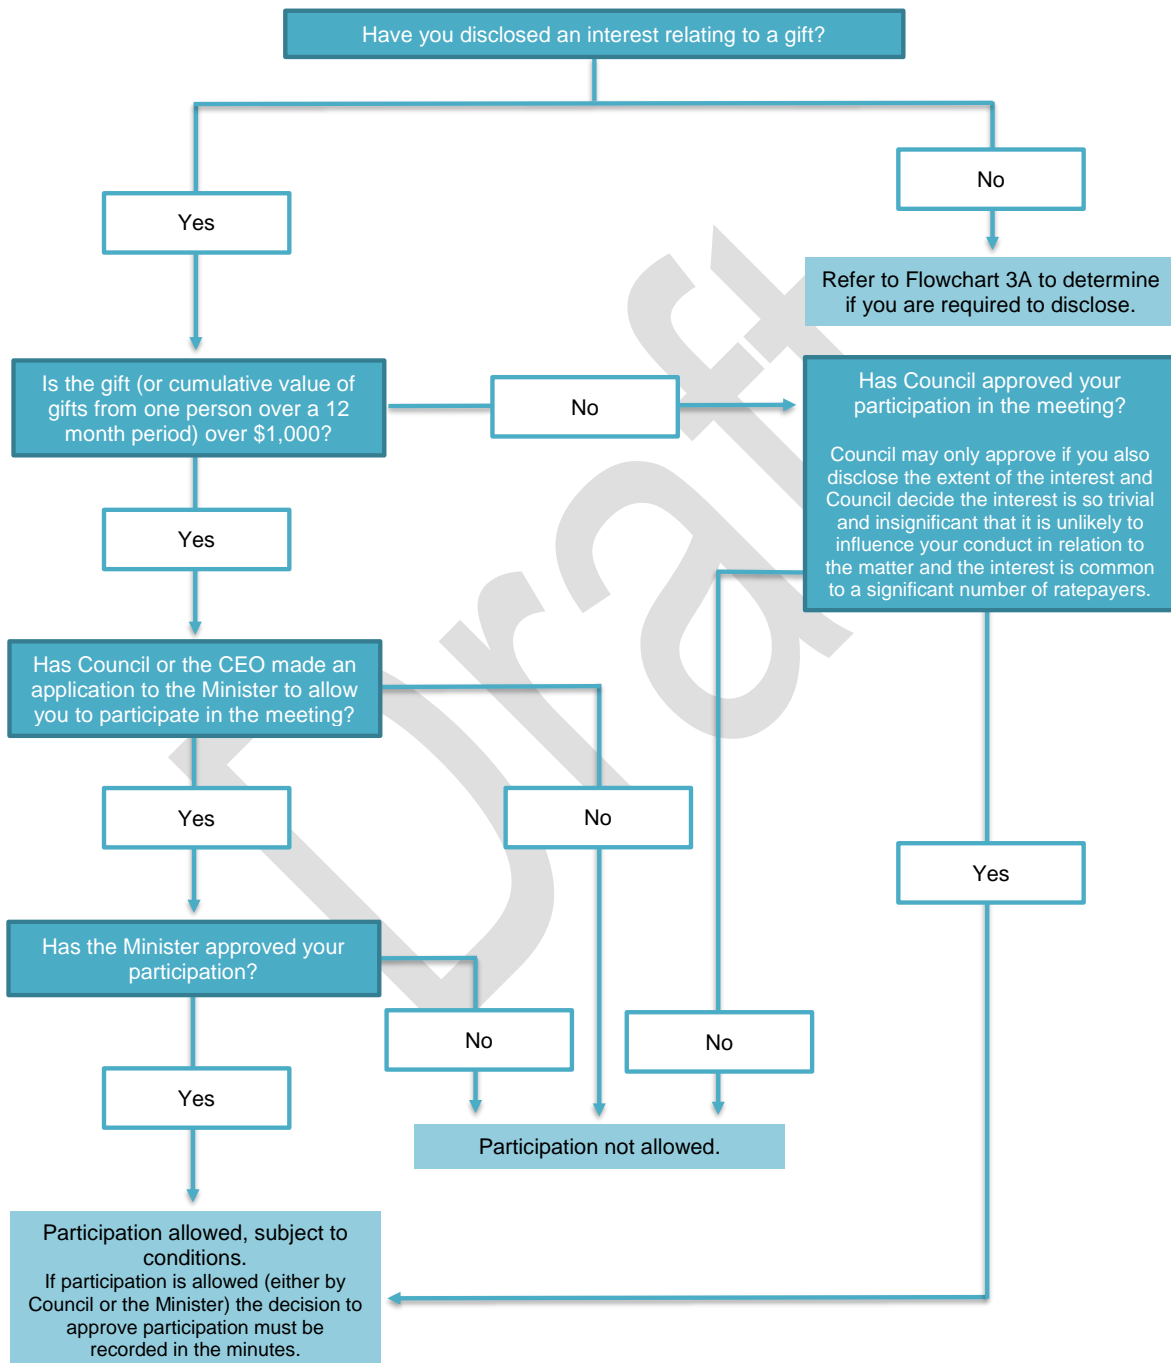 Have you disclosed an interest relating to a gift?
No
Yes
Refer to Flowchart 3A to determine
if you are required to disclose.
Is the gift (or cumulative value of
gifts from one person over a 12
month period) over $1,000?
No
Has Council approved your
participation in the meeting?
Council may only approve if you also
disclose the extent of the interest and
Council decide the interest is so trivial
and insignificant that it is unlikely to
influence your conduct in relation to
the matter and the interest is common
to a significant number of ratepayers.
Yes
Has Council or the CEO made an
application to the Minister to allow
you to participate in the meeting?
Yes
No
Yes
Has the Minister approved your
participation?
No
No
Yes
Participation not allowed.
Participation allowed, subject to
conditions.
If participation is allowed (either by
Council or the Minister) the decision to
approve participation must be
recorded in the minutes.
Draft